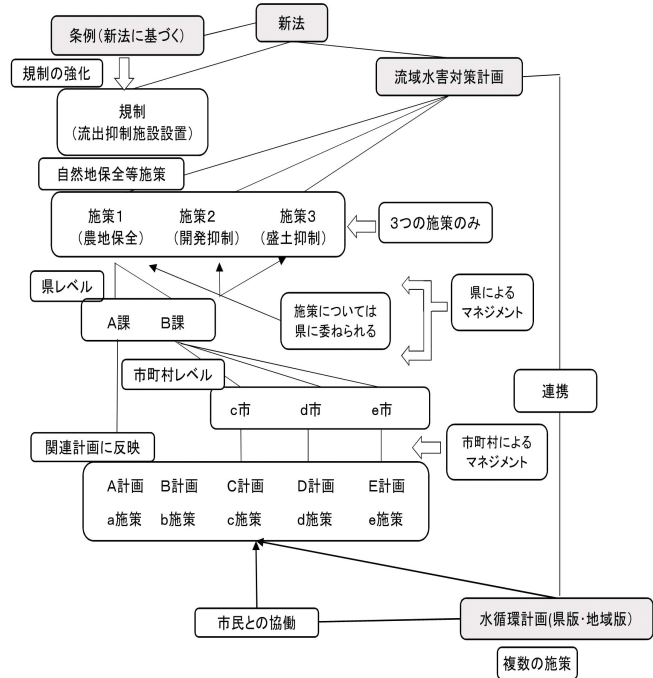 新法
条例(新法に基づく)
規制の強化
流域水害対策計画
規制
(流出抑制施設設置)
自然地保全等施策
施策1 施策2 施策3
(農地保全) (開発抑制) (盛土抑制)
3つの施策のみ
県レベル
A課 B課
施策については
県に委ねられる
県による
マネジメント
市町村レベル
連携
c市 d市 e市
関連計画に反映
市町村による
マネジメント
A計画 B計画 C計画 D計画 E計画
a施策 b施策 c施策 d施策 e施策
市民との協働
水循環計画(県版・地域版)
複数の施策